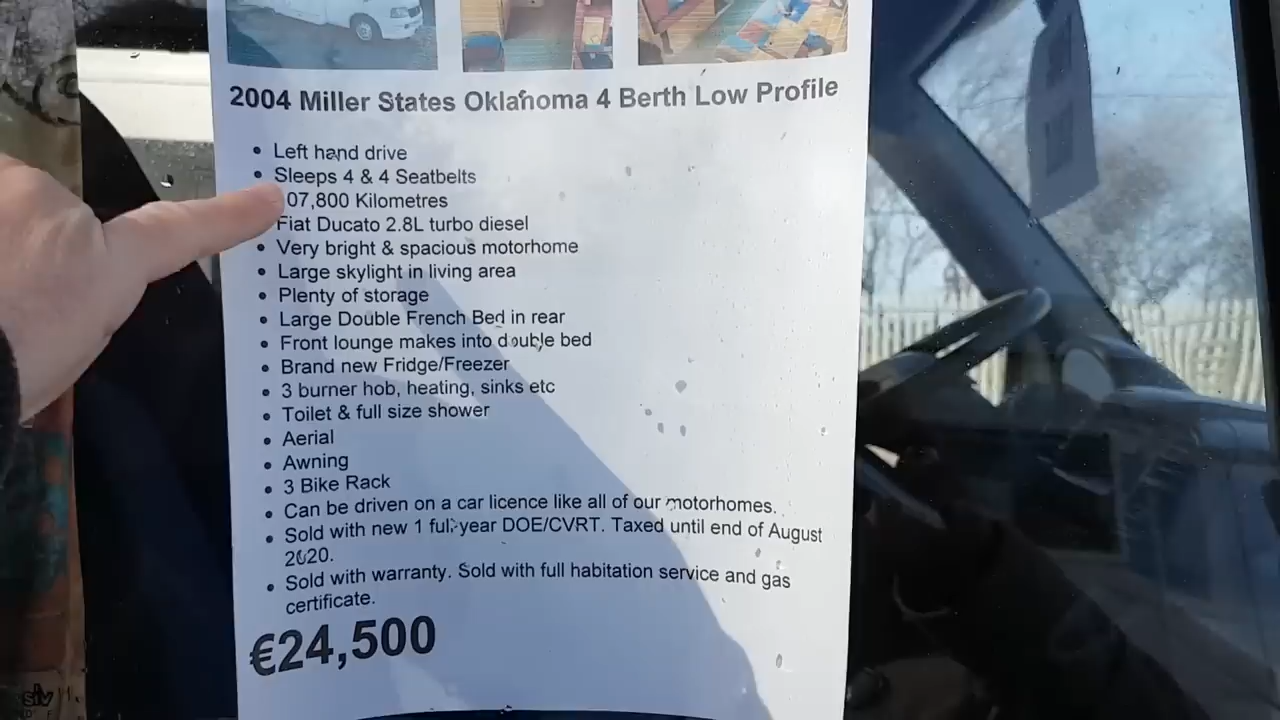 2004 Miller States Oklahoma 4 Berth Low Profile
• Left hand drive
• Sleeps 4 & 4 Seatbelts
07,800 Kilometres
Fiat Ducato 2.8L turbo diesel
• Very bright & spacious motorhome
• Large skylight in living area
• Plenty of storage
• Large Double French Bed in rear
• Front lounge makes into double bed
• Brand new Fridge/Freezer
• 3 burner hob, heating, sinks etc
• Toilet & full size shower
• Aerial
• Awning
• 3 Bike Rack
• Can be driven on a car licence like all of our motorhomes.
• Sold with new 1 full year DOE/CVRT. Taxed until end of August
2020.
• Sold with warranty. Sold with full habitation service and gas
certificate.
€24,500